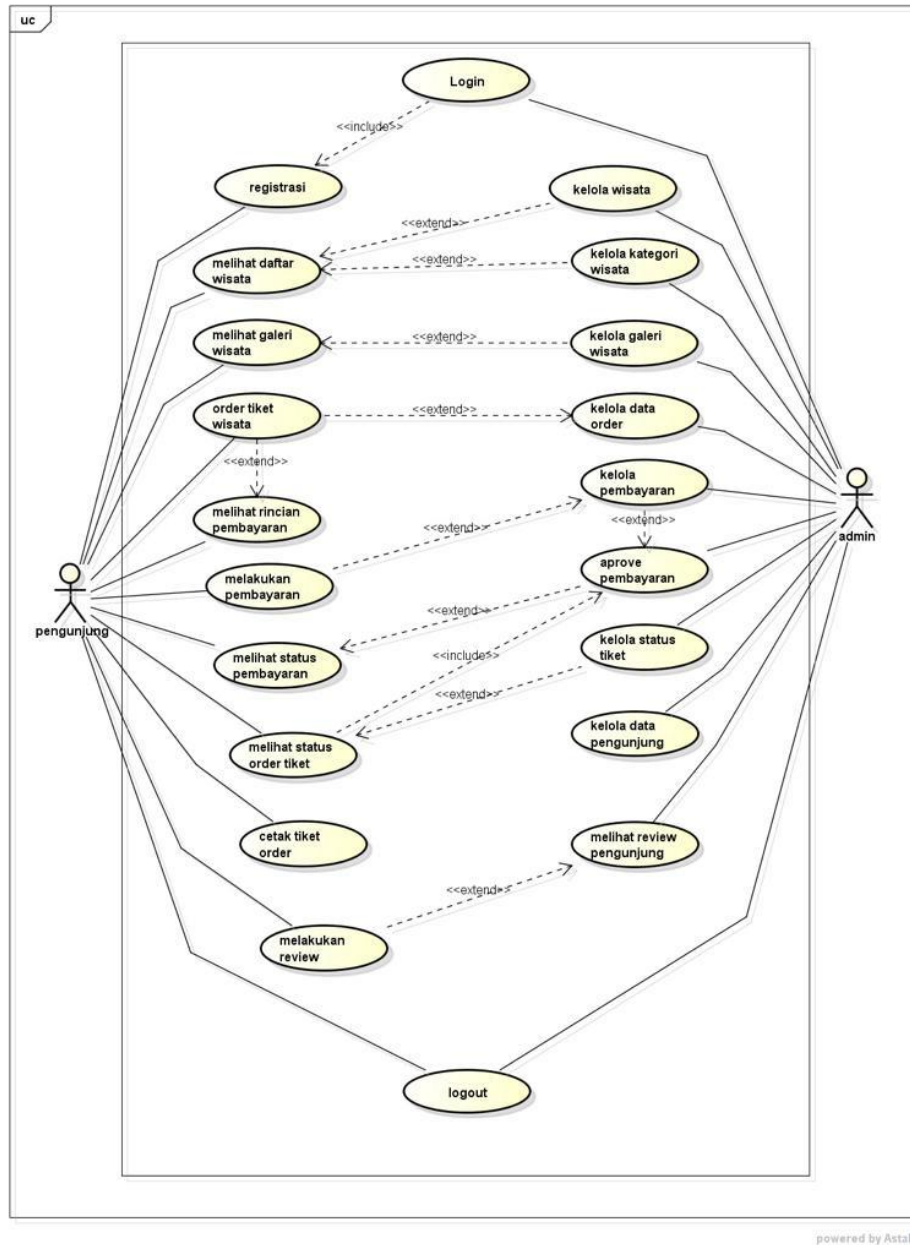 uc
Login
<<include>>
registrasi
kelola wisata
<<extend>>
melihat daftar
wisata
<<extend>>
kelola kategori
wisata
melihat galeri
wisata
<<extend>>
kelola galeri
wisata
order tiket
wisata
<<extend>>
kelola data
order
<<extend>>
kelola
pembayaran
melihat rincian
pembayaran
<<extend>>
<<extend>>
admin
melakukan
pembayaran
aprove
pembayaran
pengunjung
<<extend>>
melihat status
pembayaran
<<include>>
kelola status
tiket
<<extend>>
melihat status
order tiket
kelola data
pengunjung
cetak tiket
order
melihat review
pengunjung
<<extend>>
melakukan
review
logout
powered by Asta